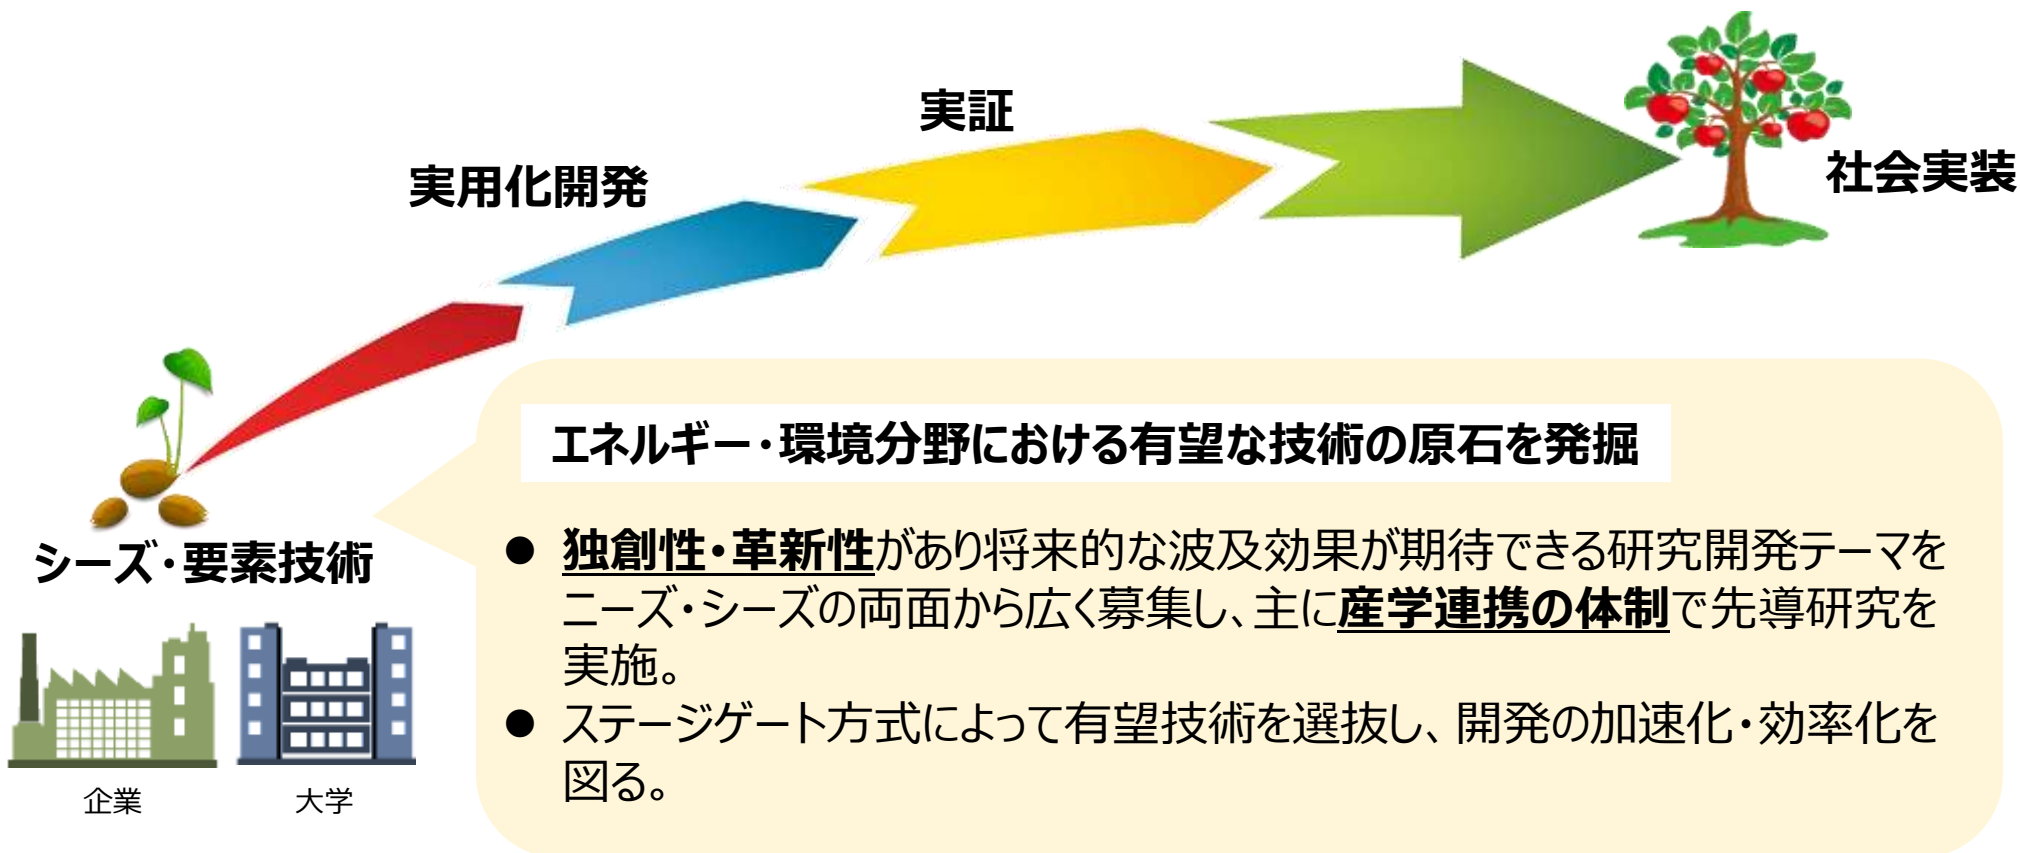 実証
実用化開発
社会実装
シーズ・要素技術
企業
大学
エネルギー・環境分野における有望な技術の原石を発掘
● 独創性・革新性があり将来的な波及効果が期待できる研究開発テーマを
ニーズ・シーズの両面から広く募集し、主に産学連携の体制で先導研究を
実施。
● ステージゲート方式によって有望技術を選抜し、開発の加速化・効率化を
図る。